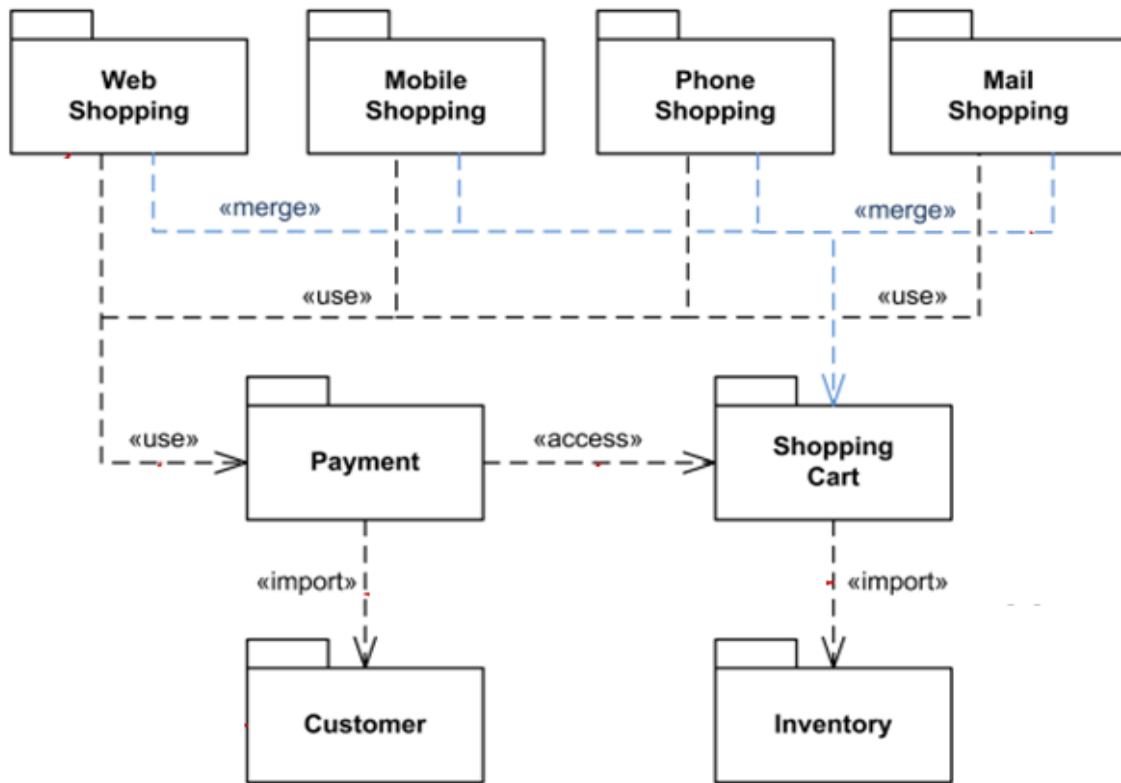 Web
Shopping
Mobile
Shopping
Phone
Shopping
Mail
Shopping
«merge»
«merge»
«use»
«use»
«use»
Payment
«access»
Shopping
Cart
«import»
«import»
Customer
Inventory